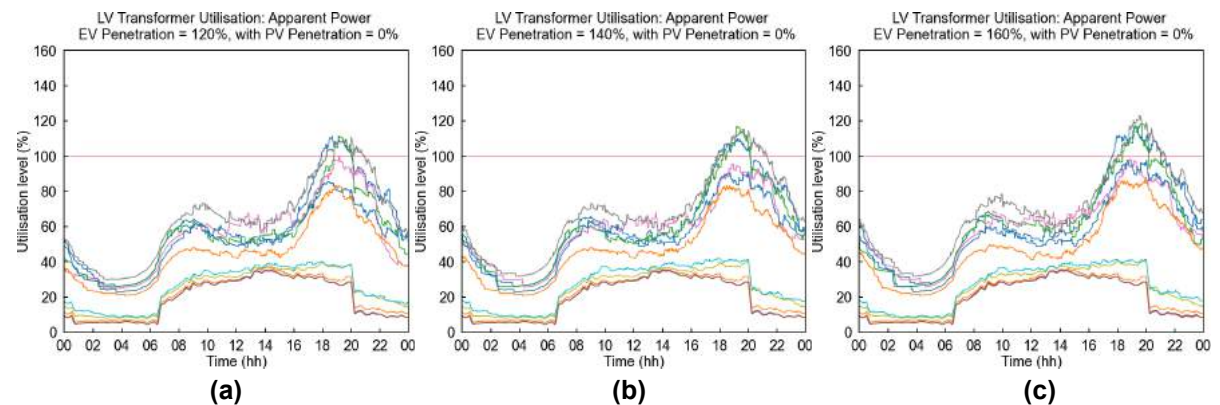 LV Transformer Utilisation: Apparent Power
EV Penetration = 120%, with PV Penetration = 0%
160
140
120
100
80
60
40
20
0
Utilisation level (%)
00 02 04 06 08 10 12 14 16 18 20 22 00
Time (hh)
(a)
LV Transformer Utilisation: Apparent Power
EV Penetration = 140%, with PV Penetration = 0%
160
140
120
100
80
60
40
20
0
Utilisation level (%)
00 02 04 06 08 10 12 14 16 18 20 22 00
Time (hh)
(b)
LV Transformer Utilisation: Apparent Power
EV Penetration = 160%, with PV Penetration = 0%
160
140
120
100
80
60
40
20
0
Utilisation level (%)
00 02 04 06 08 10 12 14 16 18 20 22 00
Time (hh)
(c)